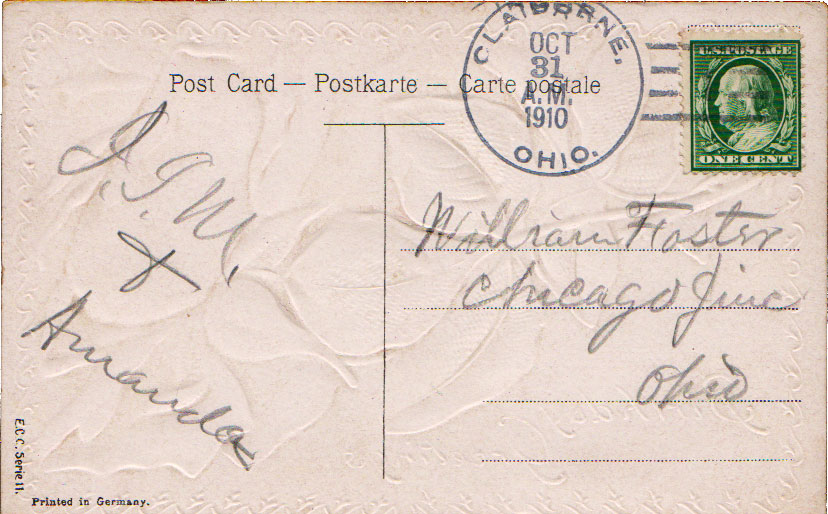 CLAIBORNE,
OCT
31
A.M.
1910
OHIO.
U.S. POSTAGE
ONE CENT
Post Card — Postkarte — Carte postale
J. J. M.
&
Amanda
William Foster
Chicago Junc
Ohio
E.C.C. Serie 11.
Printed in Germany.